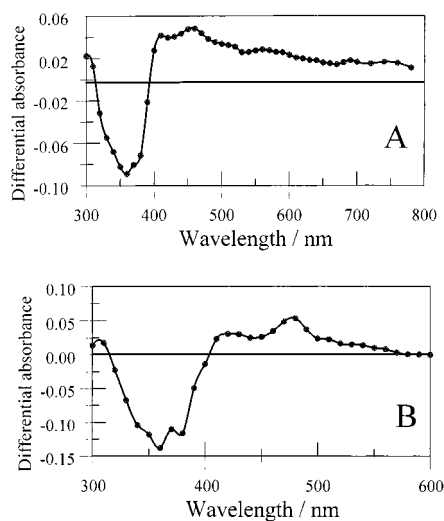 Differential absorbance
0.06
0.02
-0.02
-0.06
-0.10
A
300 400 500 600 700 800
Wavelength / nm
Differential absorbance
0.10
0.05
0.00
-0.05
-0.10
-0.15
B
300 400 500 600
Wavelength / nm